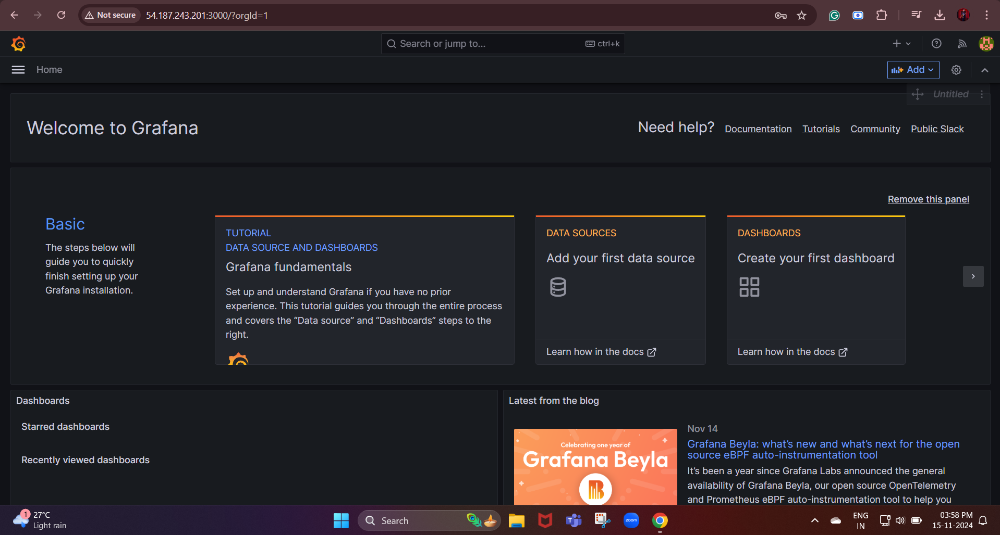 Not secure
54.187.243.201:3000/?orgId=1
Search or jump to...
ctrl+k
Home
Add
Untitled
Welcome to Grafana
Need help?
Documentation
Tutorials
Community
Public Slack
Remove this panel
Basic
The steps below will
guide you to quickly
finish setting up your
Grafana installation.
TUTORIAL
DATA SOURCE AND DASHBOARDS
Grafana fundamentals
Set up and understand Grafana if you have no prior
experience. This tutorial guides you through the entire process
and covers the “Data source” and “Dashboards” steps to the
right.
DATA SOURCES
Add your first data source
Learn how in the docs
DASHBOARDS
Create your first dashboard
Learn how in the docs
Dashboards
Starred dashboards
Recently viewed dashboards
Latest from the blog
Celebrating one year of
Grafana Beyla
Nov 14
Grafana Beyla: what’s new and what’s next for the open
source eBPF auto-instrumentation tool
It’s been a year since Grafana Labs announced the general
availability of Grafana Beyla, our open source OpenTelemetry
and Prometheus eBPF auto-instrumentation tool to help you
1
27°C
Light rain
Search
zoom
ENG
IN
03:58 PM
15-11-2024